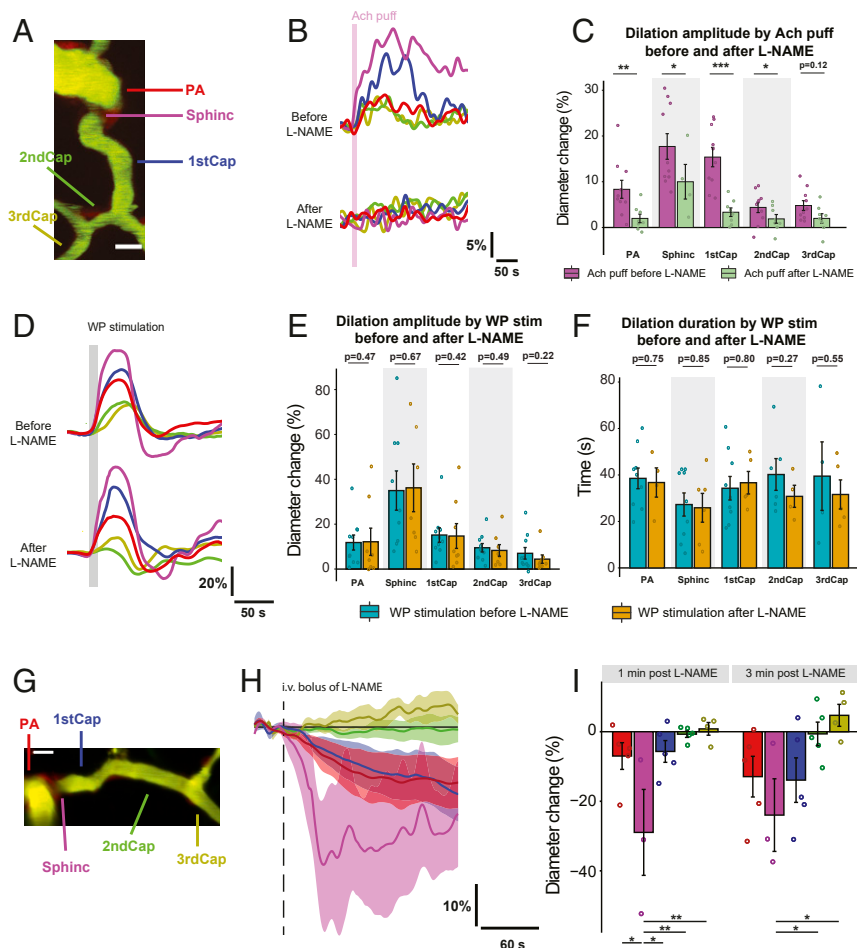 A
PA
Sphinc
2ndCap
1stCap
3rdCap
B
Ach puff
Before
L-NAME
After
L-NAME
5%
50 s
C
Dilation amplitude by Ach puff
before and after L-NAME
** * *** * p=0.12
Diameter change (%)
30
20
10
0
PA Sphinc 1stCap 2ndCap 3rdCap
Ach puff before L-NAME Ach puff after L-NAME
D
WP stimulation
Before
L-NAME
After
L-NAME
20%
50 s
E
Dilation amplitude by WP stim
before and after L-NAME
p=0.47 p=0.67 p=0.42 p=0.49 p=0.22
Diameter change (%)
80
60
40
20
0
PA Sphinc 1stCap 2ndCap 3rdCap
F
Dilation duration by WP stim
before and after L-NAME
p=0.75 p=0.85 p=0.80 p=0.27 p=0.55
Time (s)
80
60
40
20
0
PA Sphinc 1stCap 2ndCap 3rdCap
WP stimulation before L-NAME WP stimulation after L-NAME
G
PA
1stCap
Sphinc
2ndCap
3rdCap
H
i.v. bolus of L-NAME
10%
60 s
I
1 min post L-NAME 3 min post L-NAME
Diameter change (%)
0
−20
−40
** *
** *
* *